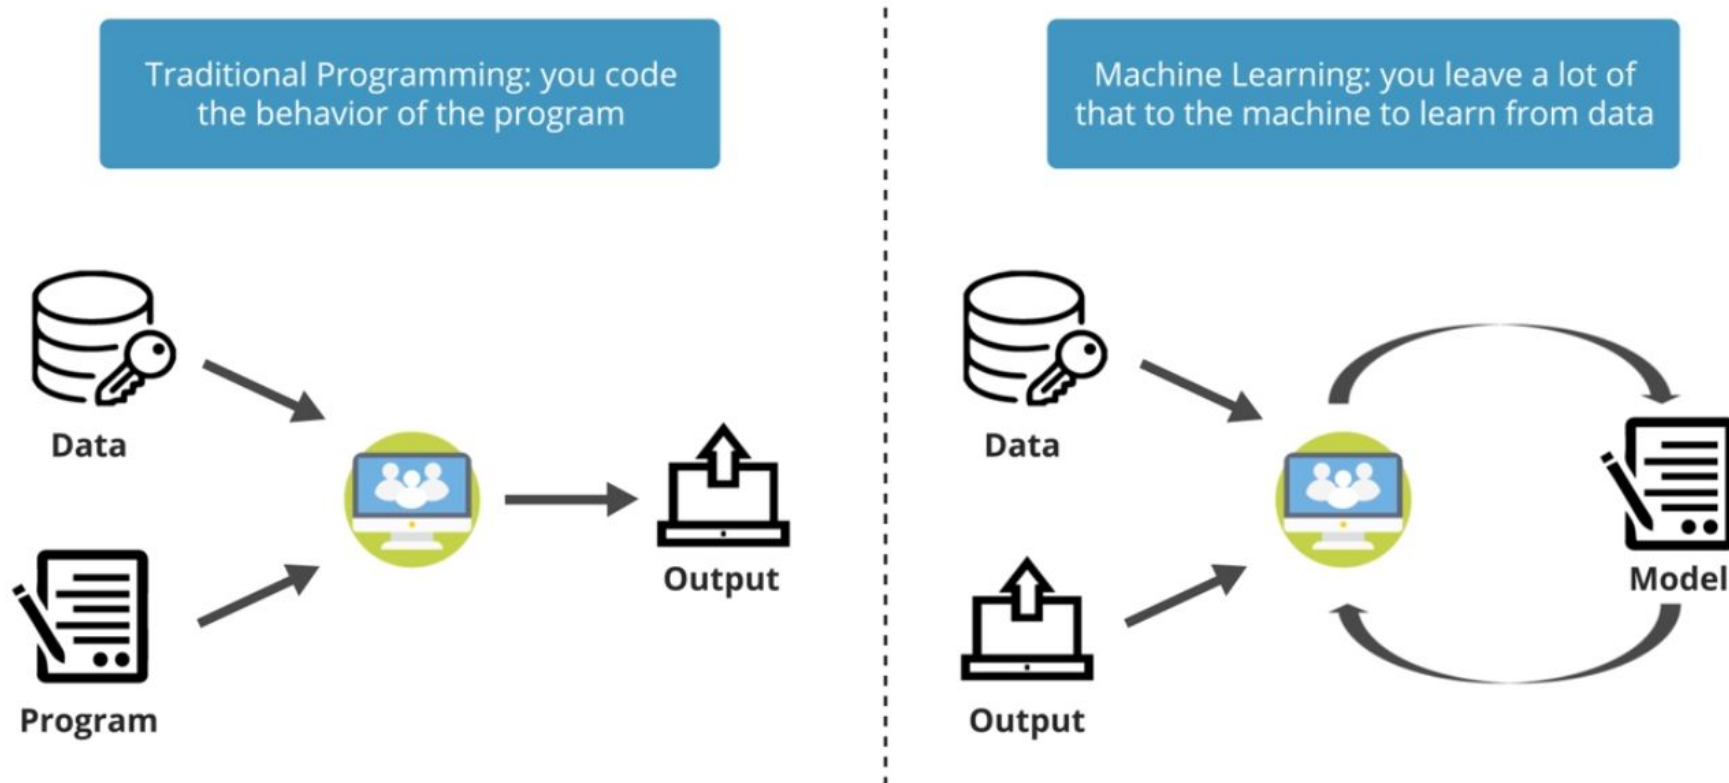 Traditional Programming: you code
the behavior of the program
Data
Program
Output
Machine Learning: you leave a lot of
that to the machine to learn from data
Data
Output
Model